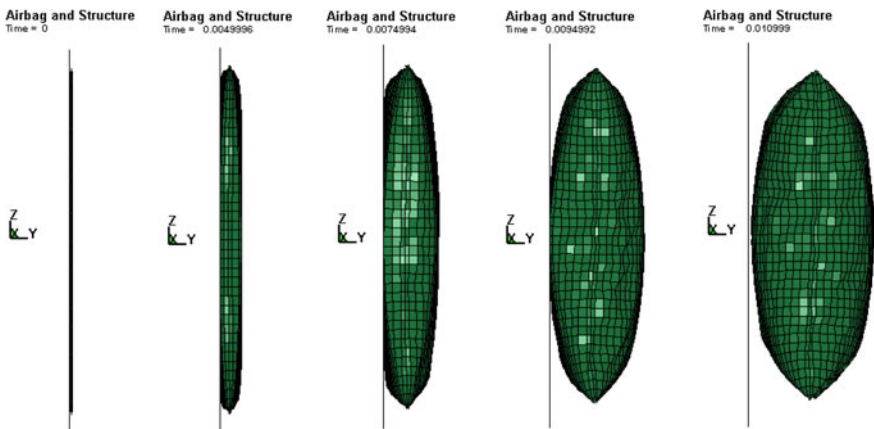 Airbag and Structure
Time = 0
Z
X Y
Airbag and Structure
Time = 0.0049996
Z
X Y
Airbag and Structure
Time = 0.0074994
Z
X Y
Airbag and Structure
Time = 0.0094992
Z
X Y
Airbag and Structure
Time = 0.010999
Z
X Y